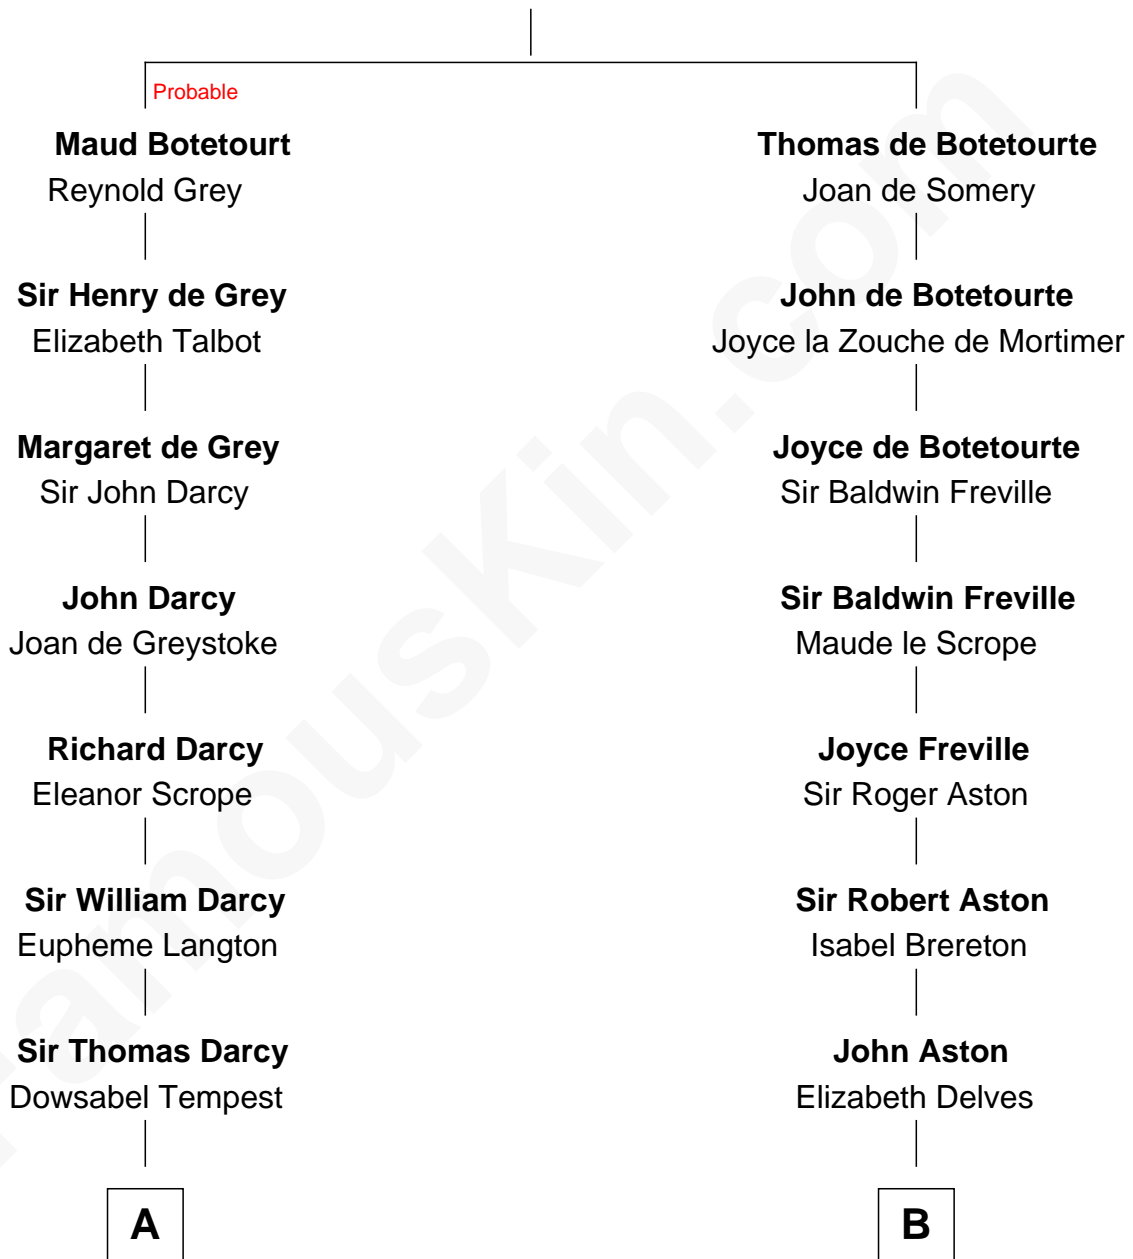 Probable
Maud Botetourt
Reynold Grey
Sir Henry de Grey
Elizabeth Talbot
Margaret de Grey
Sir John Darcy
John Darcy
Joan de Greystoke
Richard Darcy
Eleanor Scrope
Sir William Darcy
Eupheme Langton
Sir Thomas Darcy
Dowsabel Tempest
A
Thomas de Botetourte
Joan de Somery
John de Botetourte
Joyce la Zouche de Mortimer
Joyce de Botetourte
Sir Baldwin Freville
Sir Baldwin Freville
Maude le Scrope
Joyce Freville
Sir Roger Aston
Sir Robert Aston
Isabel Brereton
John Aston
Elizabeth Delves
B
FamousKin.com